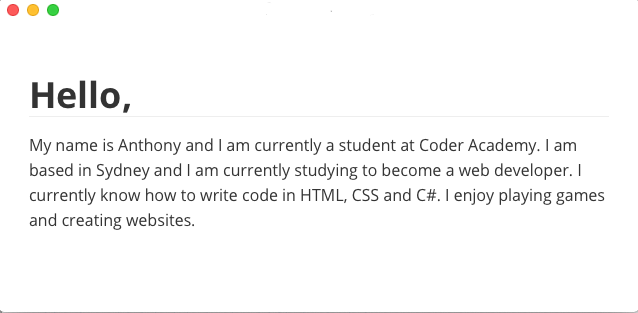 Hello,
My name is Anthony and I am currently a student at Coder Academy. I am
based in Sydney and I am currently studying to become a web developer. I
currently know how to write code in HTML, CSS and C#. I enjoy playing games
and creating websites.